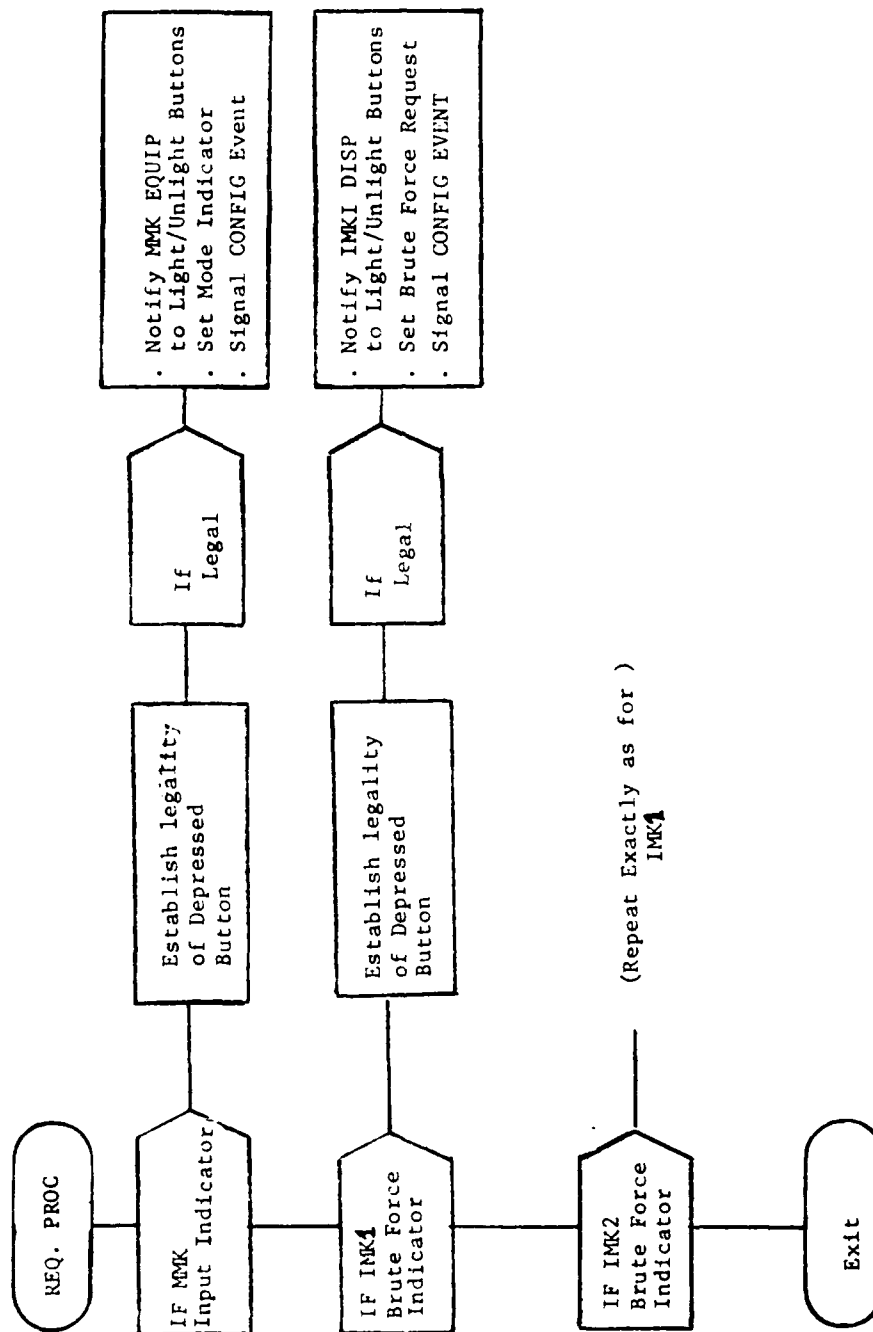 REQ. PROC
IF MMK
Input Indicator
Establish legality
of Depressed
Button
If
Legal
. Notify MMK EQUIP
to Light/Unlight Buttons
. Set Mode Indicator
. Signal CONFIG Event
IF IMK1
Brute Force
Indicator
Establish legality
of Depressed
Button
If
Legal
. Notify IMKI DISP
to Light/Unlight Buttons
. Set Brute Force Request
. Signal CONFIG EVENT
IF IMK2
Brute Force
Indicator
(Repeat Exactly as for )
IMK1
Exit